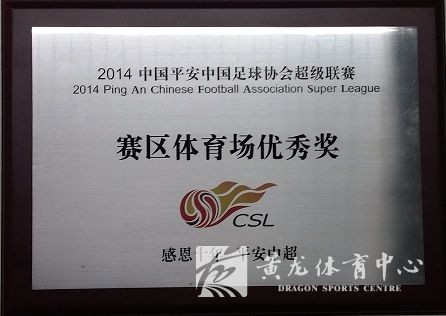 2014 中国平安中国足球协会超级联赛
2014 Ping An Chinese Football Association Super League
赛区体育场优秀奖
CSL
感恩十年 平安中超
黄龙体育中心
DRAGON SPORTS CENTRE